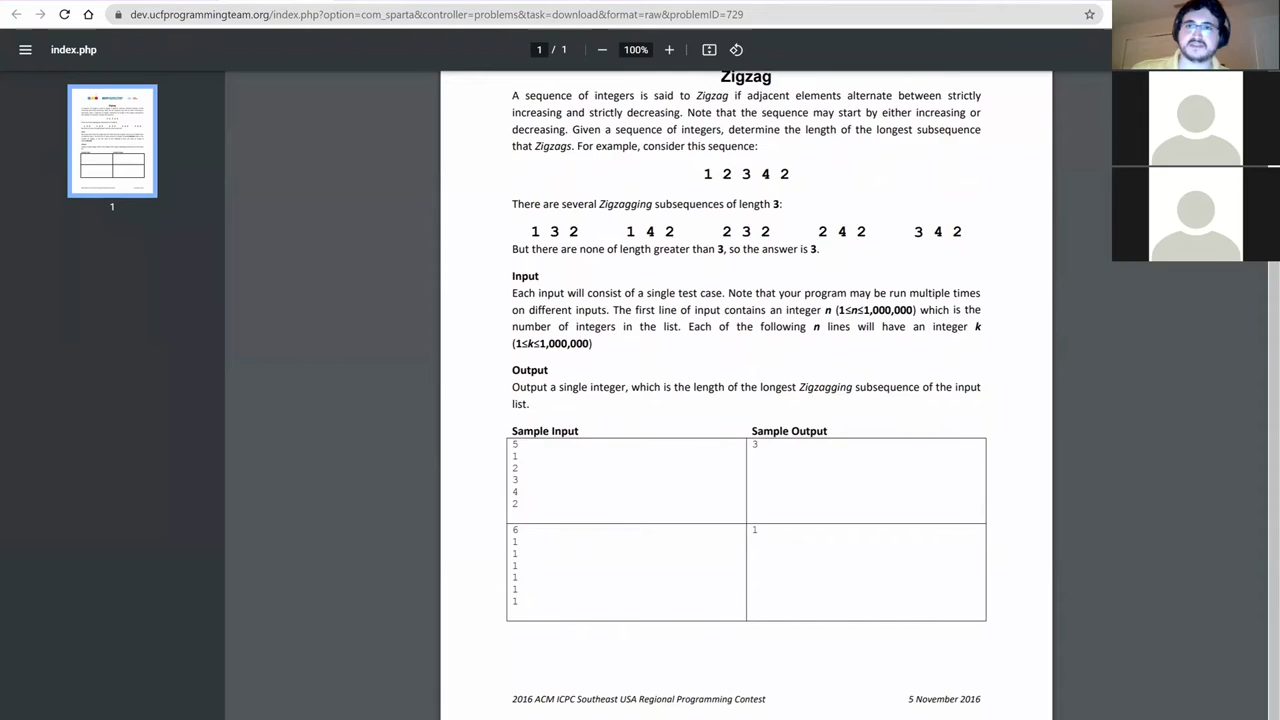 dev.ucfprogrammingteam.org/index.php?option=com_sparta&controller=problems&task=download&format=raw&problemID=729
index.php
1 / 1
100%
1
Zigzag
A sequence of integers is said to Zigzag if adjacent elements alternate between strictly
increasing and strictly decreasing. Note that the sequence may start by either increasing or
decreasing. Given a sequence of integers, determine the length of the longest subsequence
that Zigzags. For example, consider this sequence:
1 2 3 4 2
There are several Zigzagging subsequences of length 3:
1 3 2 1 4 2 2 3 2 2 4 2 3 4 2
But there are none of length greater than 3, so the answer is 3.
Input
Each input will consist of a single test case. Note that your program may be run multiple times
on different inputs. The first line of input contains an integer n (1≤n≤1,000,000) which is the
number of integers in the list. Each of the following n lines will have an integer k
(1≤k≤1,000,000)
Output
Output a single integer, which is the length of the longest Zigzagging subsequence of the input
list.
Sample Input Sample Output
5 3
1
2
3
4
2
6 1
1
1
1
1
1
1
2016 ACM ICPC Southeast USA Regional Programming Contest 5 November 2016